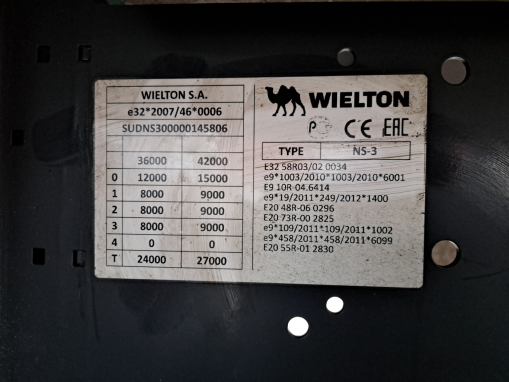 WIELTON S.A.
e32*2007/46*0006
SUDNS300000145806
36000 42000
0 12000 15000
1 8000 9000
2 8000 9000
3 8000 9000
4 0 0
T 24000 27000
WIELTON
CE EAC
TYPE NS-3
E32 58R03/02 0034
e9*1003/2010*1003/2010*6001
E9 10R-04.6414
e9*19/2011*249/2012*1400
E20 48R-06 0296
E20 73R-00 2825
e9*109/2011*109/2011*1002
e9*458/2011*458/2011*6099
E20 55R-01 2830